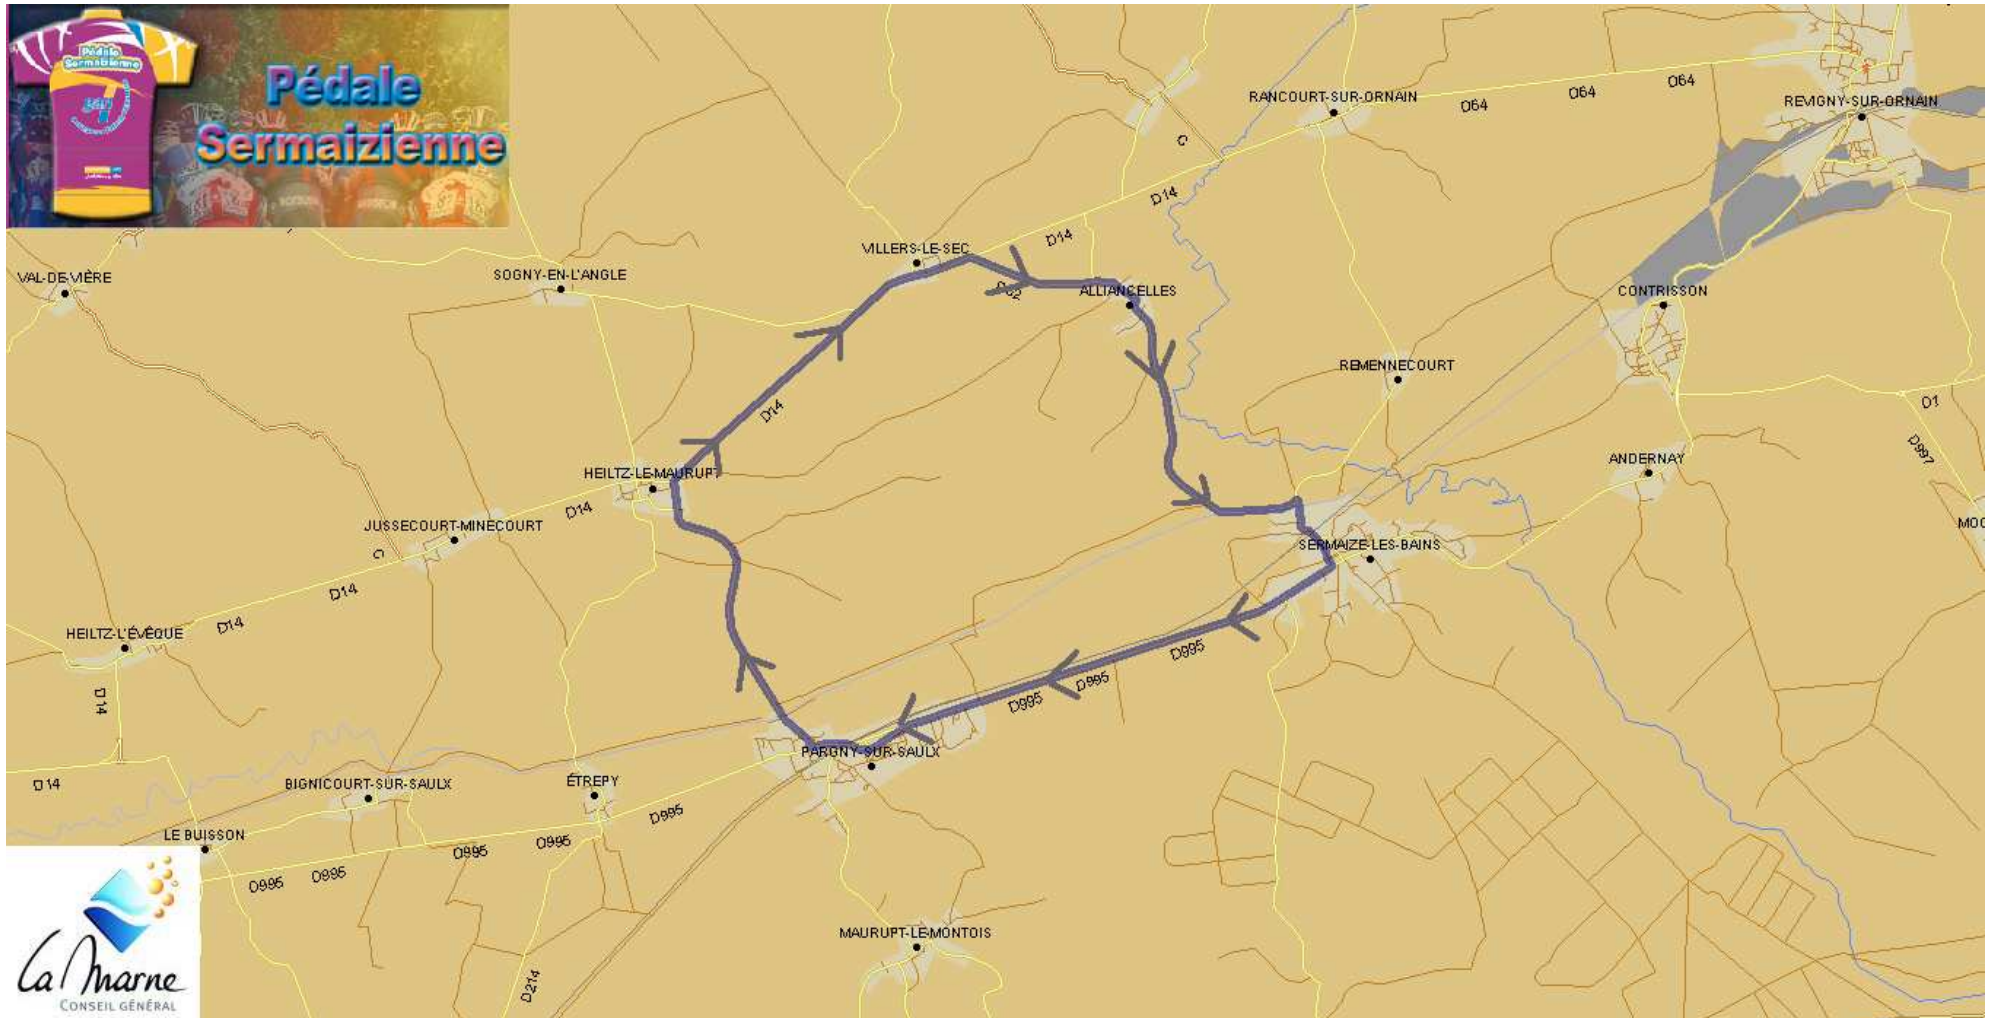 Pédale
Sermaizienne
Pédale
Sermaizienne
RANCOURT-SUR-ORNAIN
D64
D64
D64
REVIGNY-SUR-ORNAIN
C
D14
D14
VILLERS-LE-SEC
VAL-DE-VIÈRE
SOGNY-EN-L'ANGLE
ALLIANCELLES
CONTRISSON
REMENNECOURT
D14
D1
D997
ANDERNAY
HEILTZ-LE-MAURUPT
D14
JUSSECOURT-MINECOURT
C
MOG
SERMAIZE-LES-BAINS
D14
D14
HEILTZ-L'ÉVÊQUE
D14
D995
D995
D995
PARGNY-SUR-SAULX
D14
BIGNICOURT-SUR-SAULX
ÉTREPY
D995
LE BUISSON
D995
D995
D995
D995
MAURUPT-LE-MONTOIS
D214
La Marne
CONSEIL GÉNÉRAL